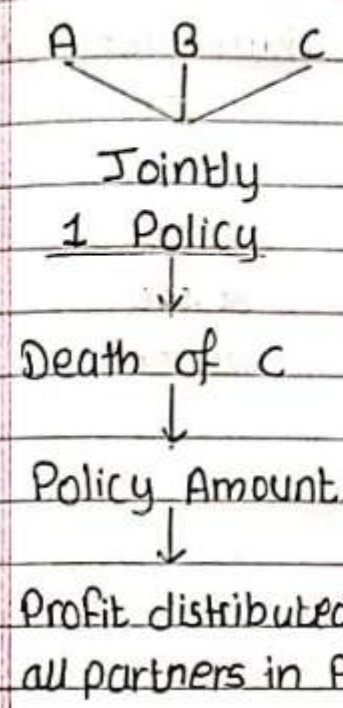 A B C
Jointly
1 Policy
Death of C
Policy Amount
Profit distributed
all partners in